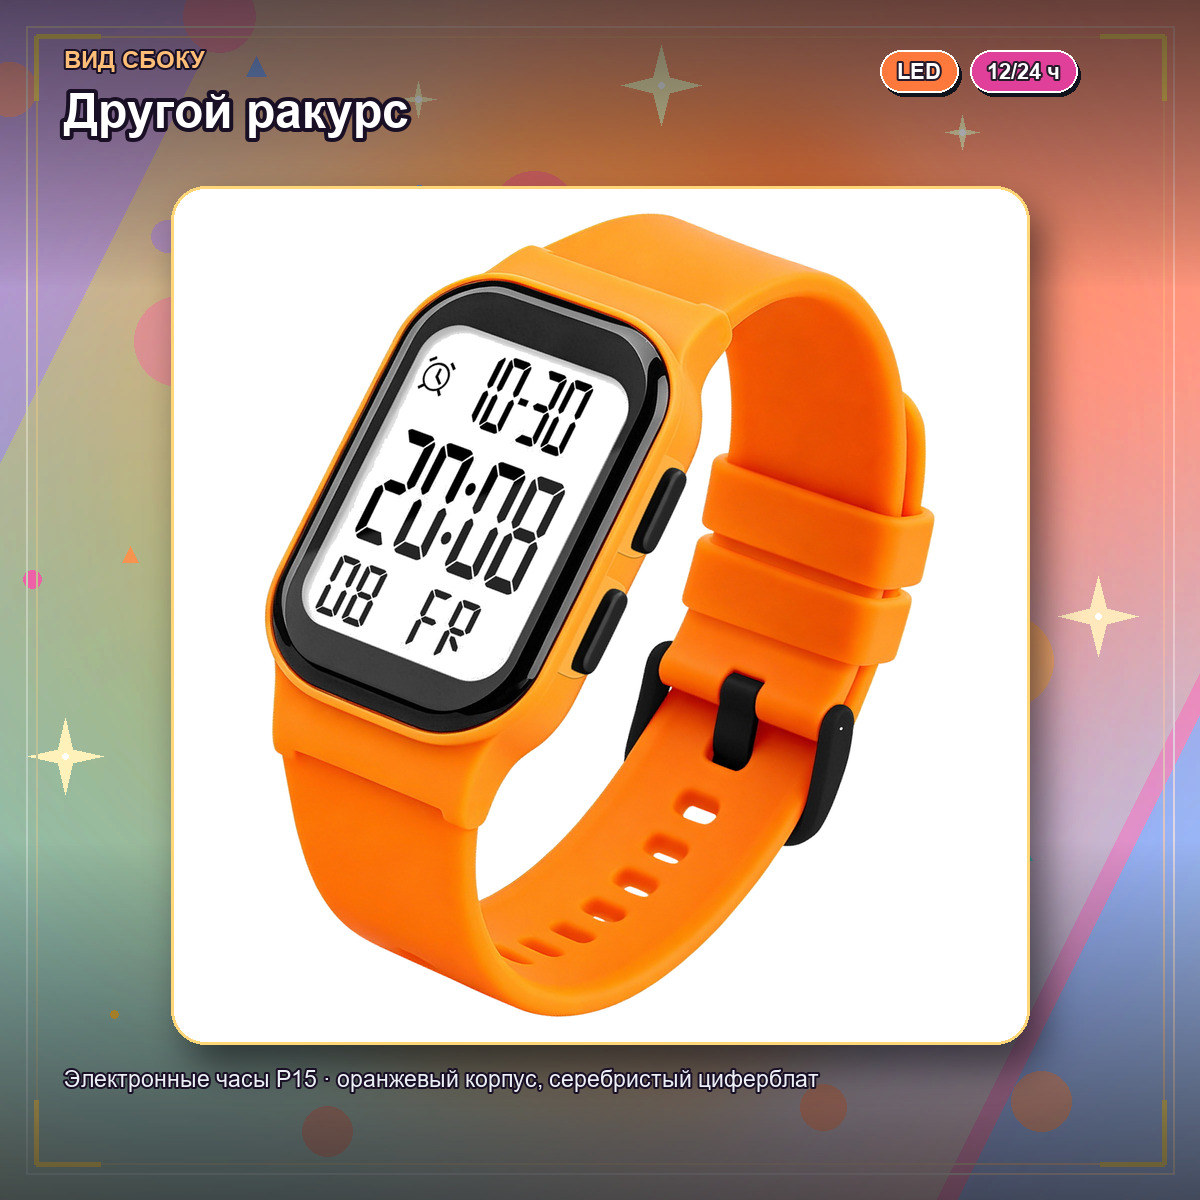 ВИД СБОКУ
Другой ракурс
LED
12/24 ч
10-30
20:08
08 FR
Электронные часы P15 · оранжевый корпус, серебристый циферблат